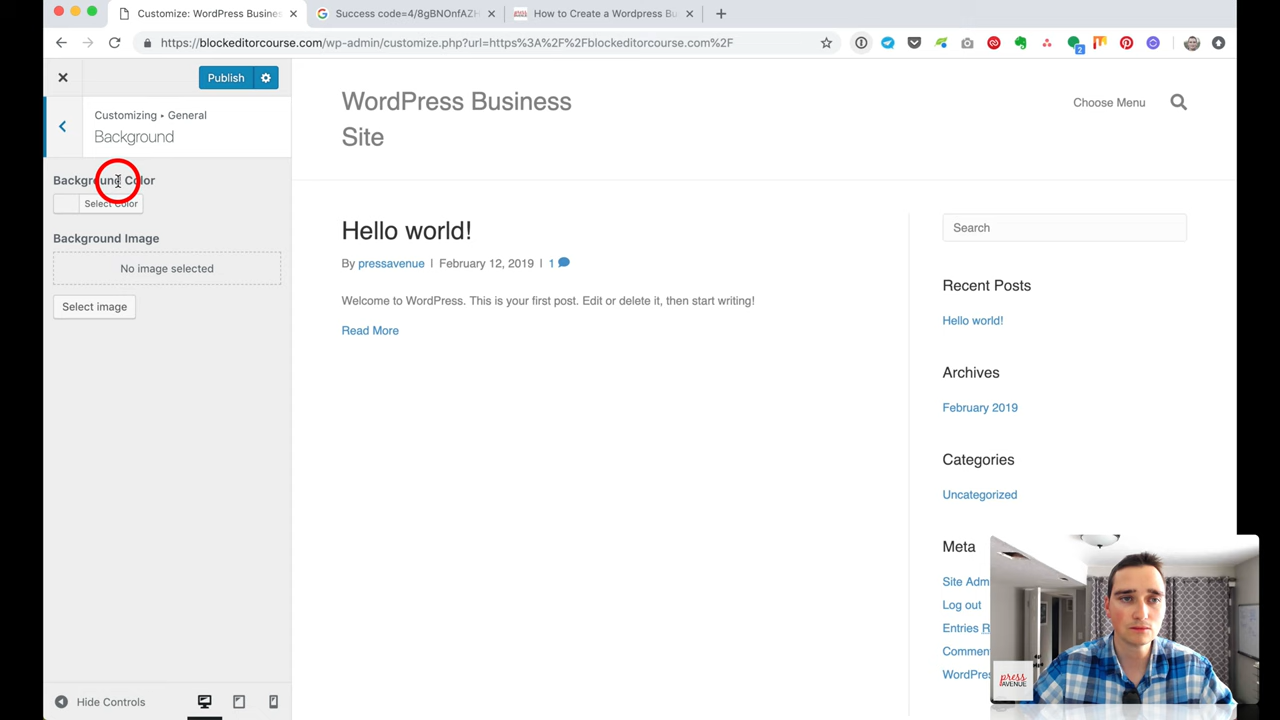 Customize: WordPress Busines
Success code=4/8gBNOnfAZH
How to Create a Wordpress Bu
https://blockeditorcourse.com/wp-admin/customize.php?url=https%3A%2F%2Fblockeditorcourse.com%2F
2
Publish
Customizing • General
Background
Background Color
Select Color
Background Image
No image selected
Select image
Hide Controls
WordPress Business
Site
Choose Menu
Hello world!
By pressavenue | February 12, 2019 | 1
Welcome to WordPress. This is your first post. Edit or delete it, then start writing!
Read More
Search
Recent Posts
Hello world!
Archives
February 2019
Categories
Uncategorized
Meta
Site Adm
Log out
Entries R
Commen
WordPres
press
AVENUE